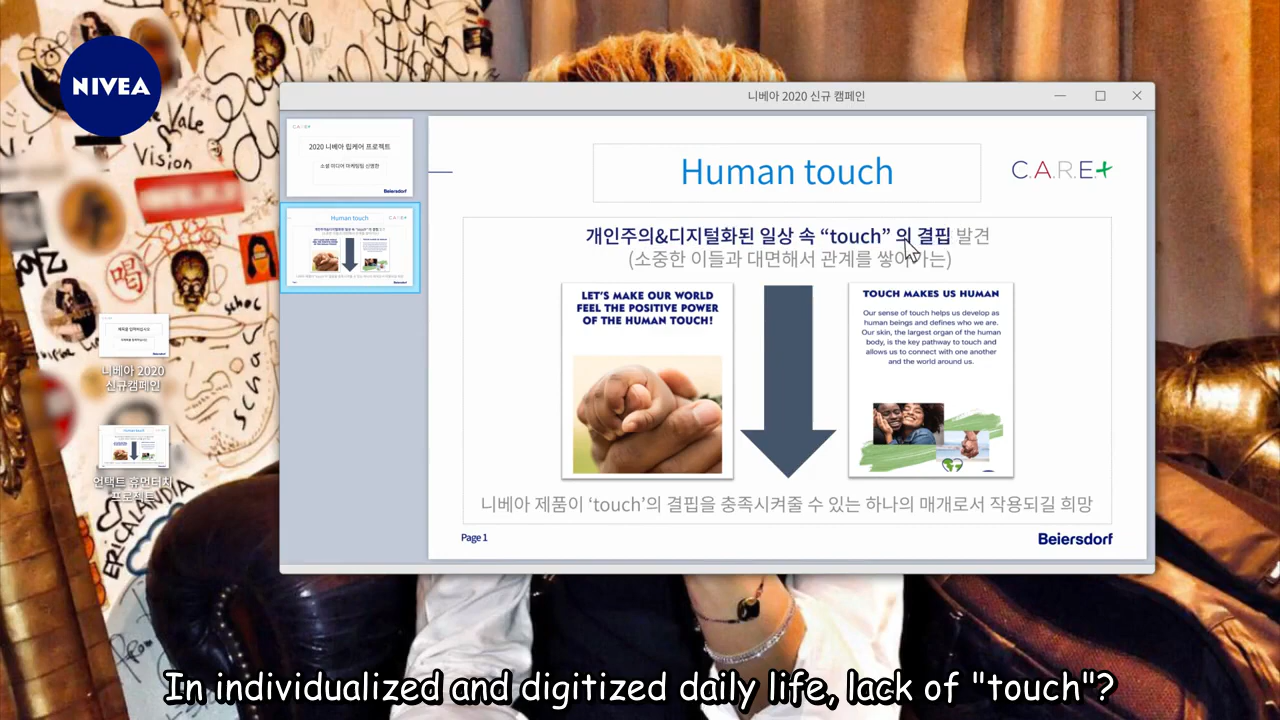 NIVEA
니베아 2020 신규 캠페인
C.A.R.E+
2020 니베아 립케어 프로젝트
소셜 미디어 마케팅팀 신병한
Beiersdorf
Human touch
C.A.R.E+
Human touch
C.A.R.E+
개인주의&디지털화된 일상 속 “touch” 의 결핍 발견
(소중한 이들과 대면해서 관계를 쌓아가는)
LET’S MAKE OUR WORLD
FEEL THE POSITIVE POWER
OF THE HUMAN TOUCH!
TOUCH MAKES US HUMAN
Our sense of touch helps us develop as
human beings and defines who we are.
Our skin, the largest organ of the human
body, is the key pathway to touch and
allows us to connect with one another
and the world around us.
니베아 제품이 ‘touch’의 결핍을 충족시켜줄 수 있는 하나의 매개로서 작용되길 희망
Page 1
Beiersdorf
Vale
Vision
喝
니베아 2020
신규캠페인
Human touch
언택트 휴먼터치
프로젝트
ERICALANDIA
In individualized and digitized daily life, lack of "touch"?